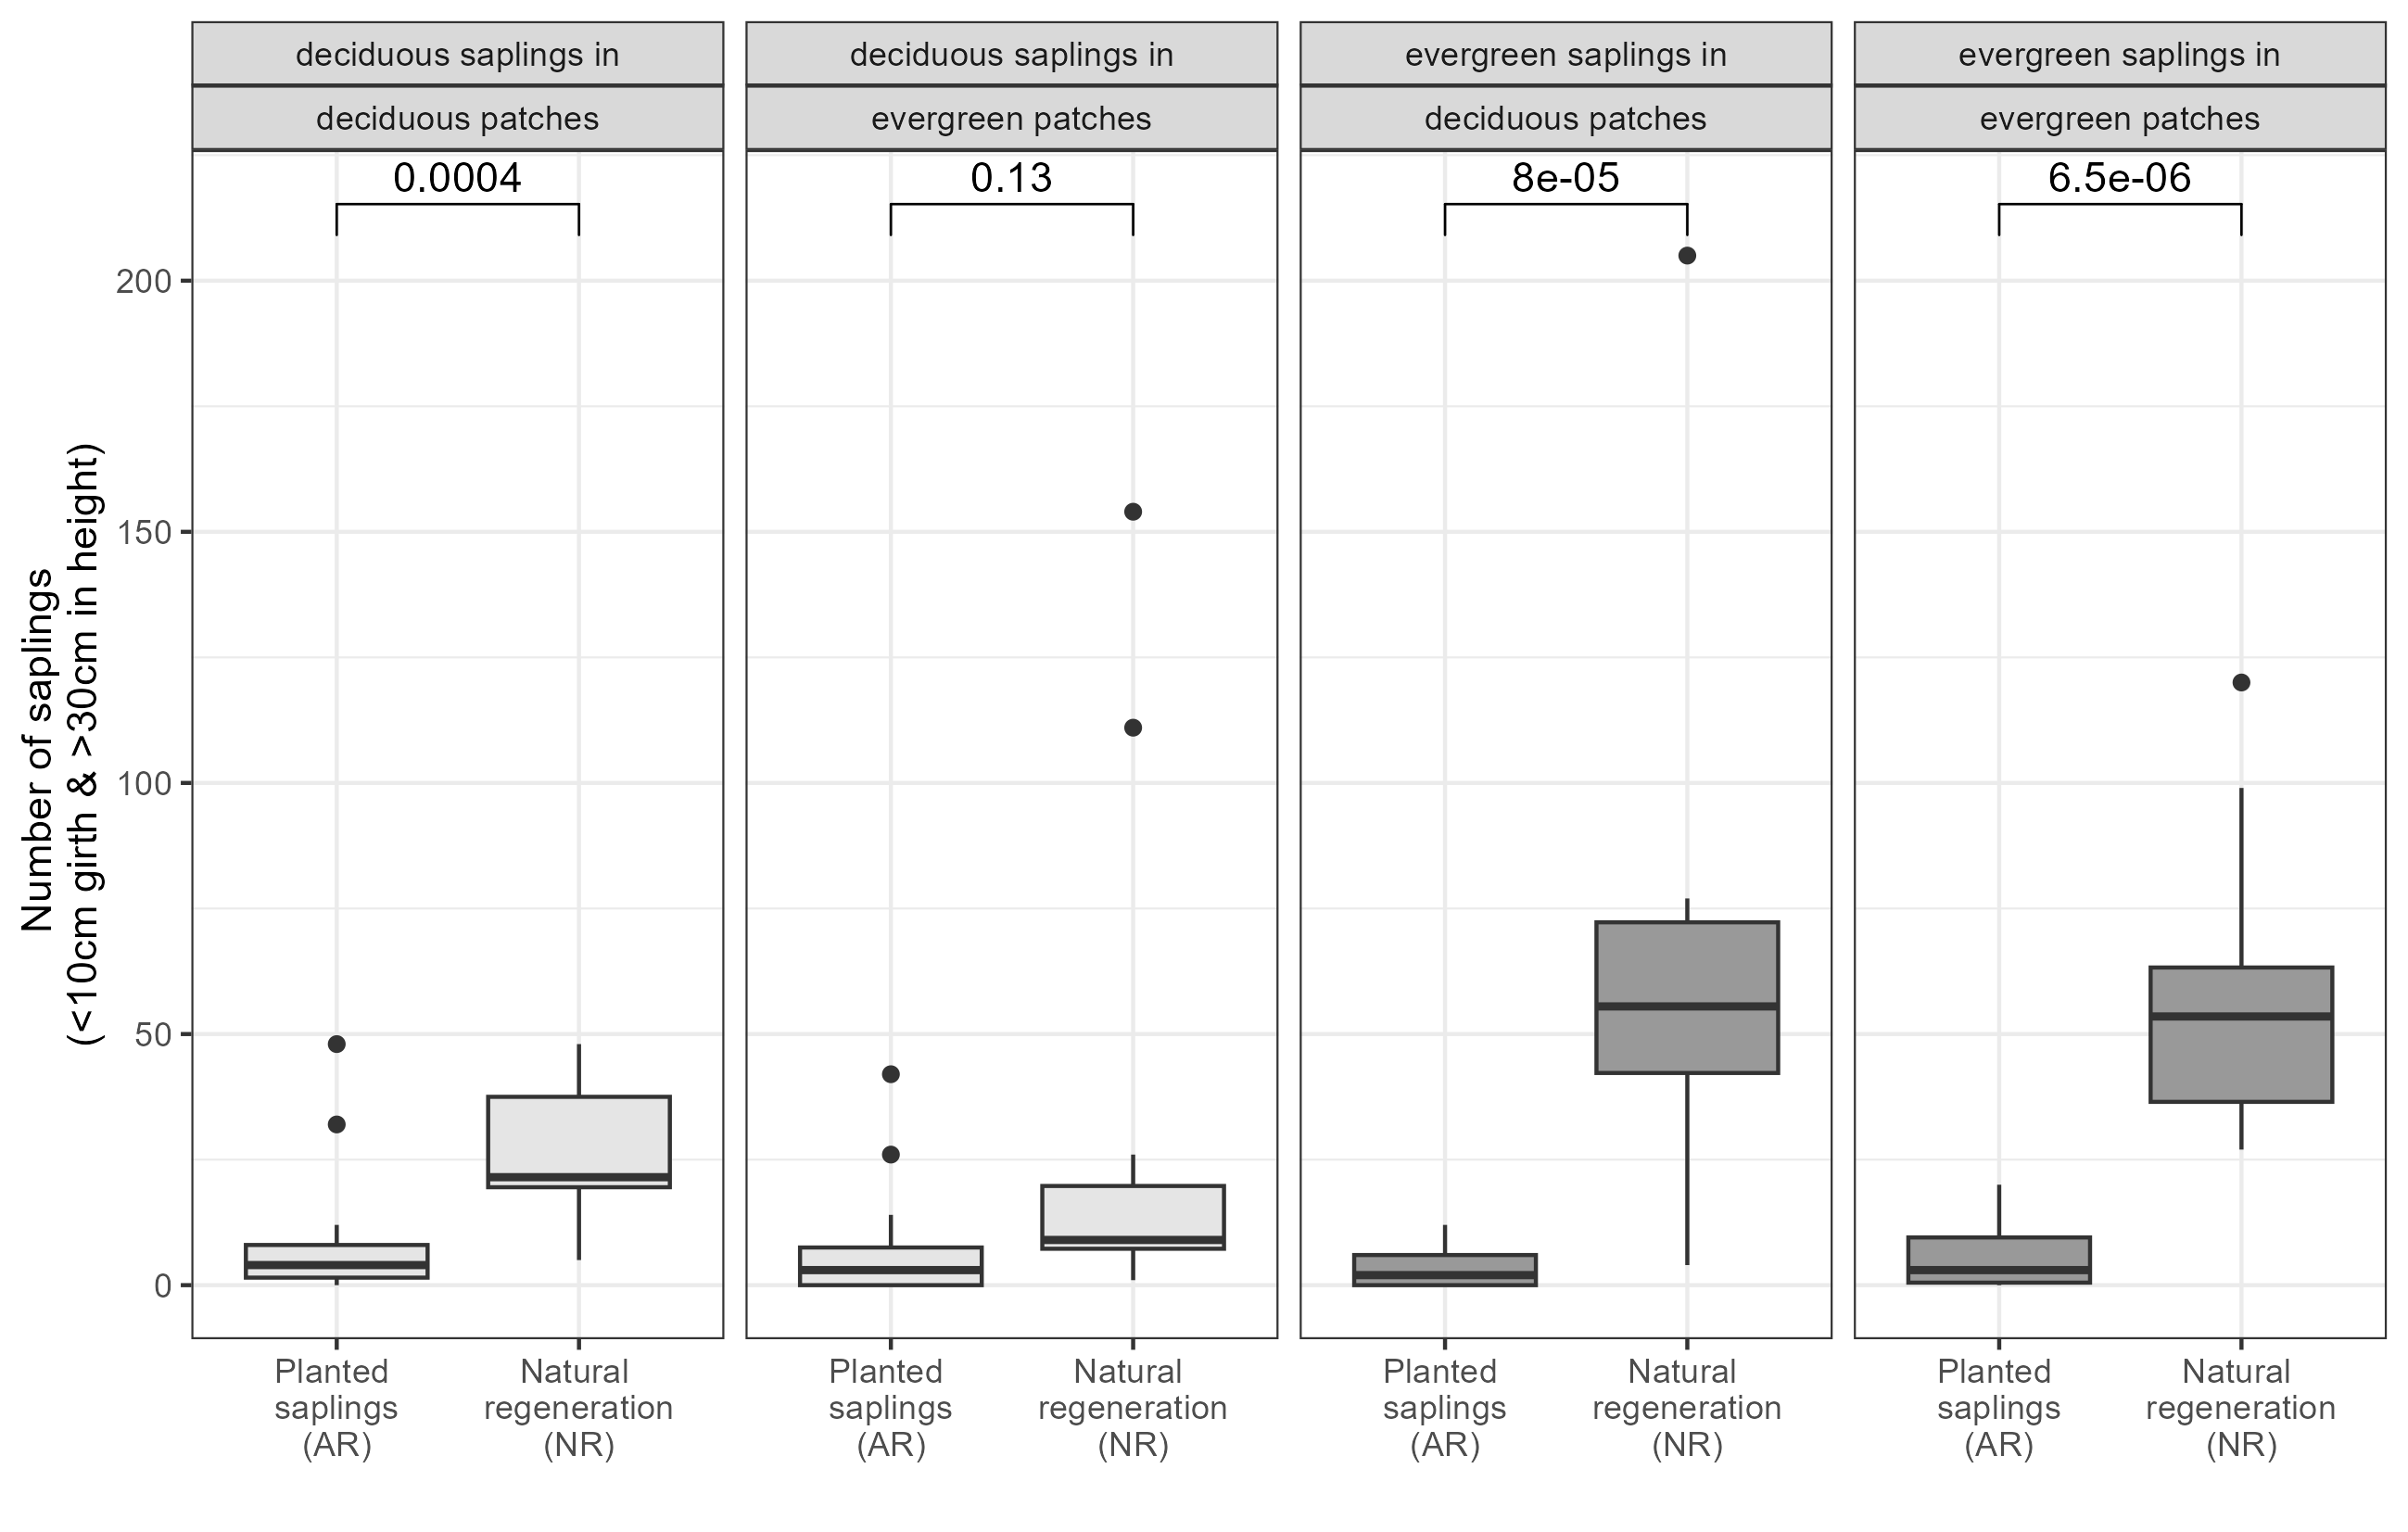 deciduous saplings in
deciduous patches
deciduous saplings in
evergreen patches
evergreen saplings in
deciduous patches
evergreen saplings in
evergreen patches
0.0004
0.13
8e-05
6.5e-06
Number of saplings
(<10cm girth & >30cm in height)
200
150
100
50
0
Planted
saplings
(AR)
Natural
regeneration
(NR)
Planted
saplings
(AR)
Natural
regeneration
(NR)
Planted
saplings
(AR)
Natural
regeneration
(NR)
Planted
saplings
(AR)
Natural
regeneration
(NR)